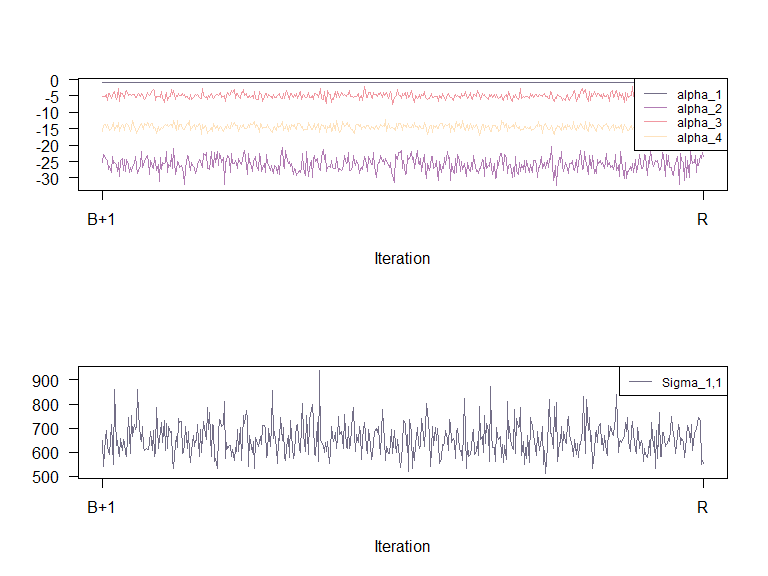 0
-5
-10
-15
-20
-25
-30
alpha_1
alpha_2
alpha_3
alpha_4
B+1
R
Iteration
900
800
700
600
500
Sigma_1,1
B+1
R
Iteration